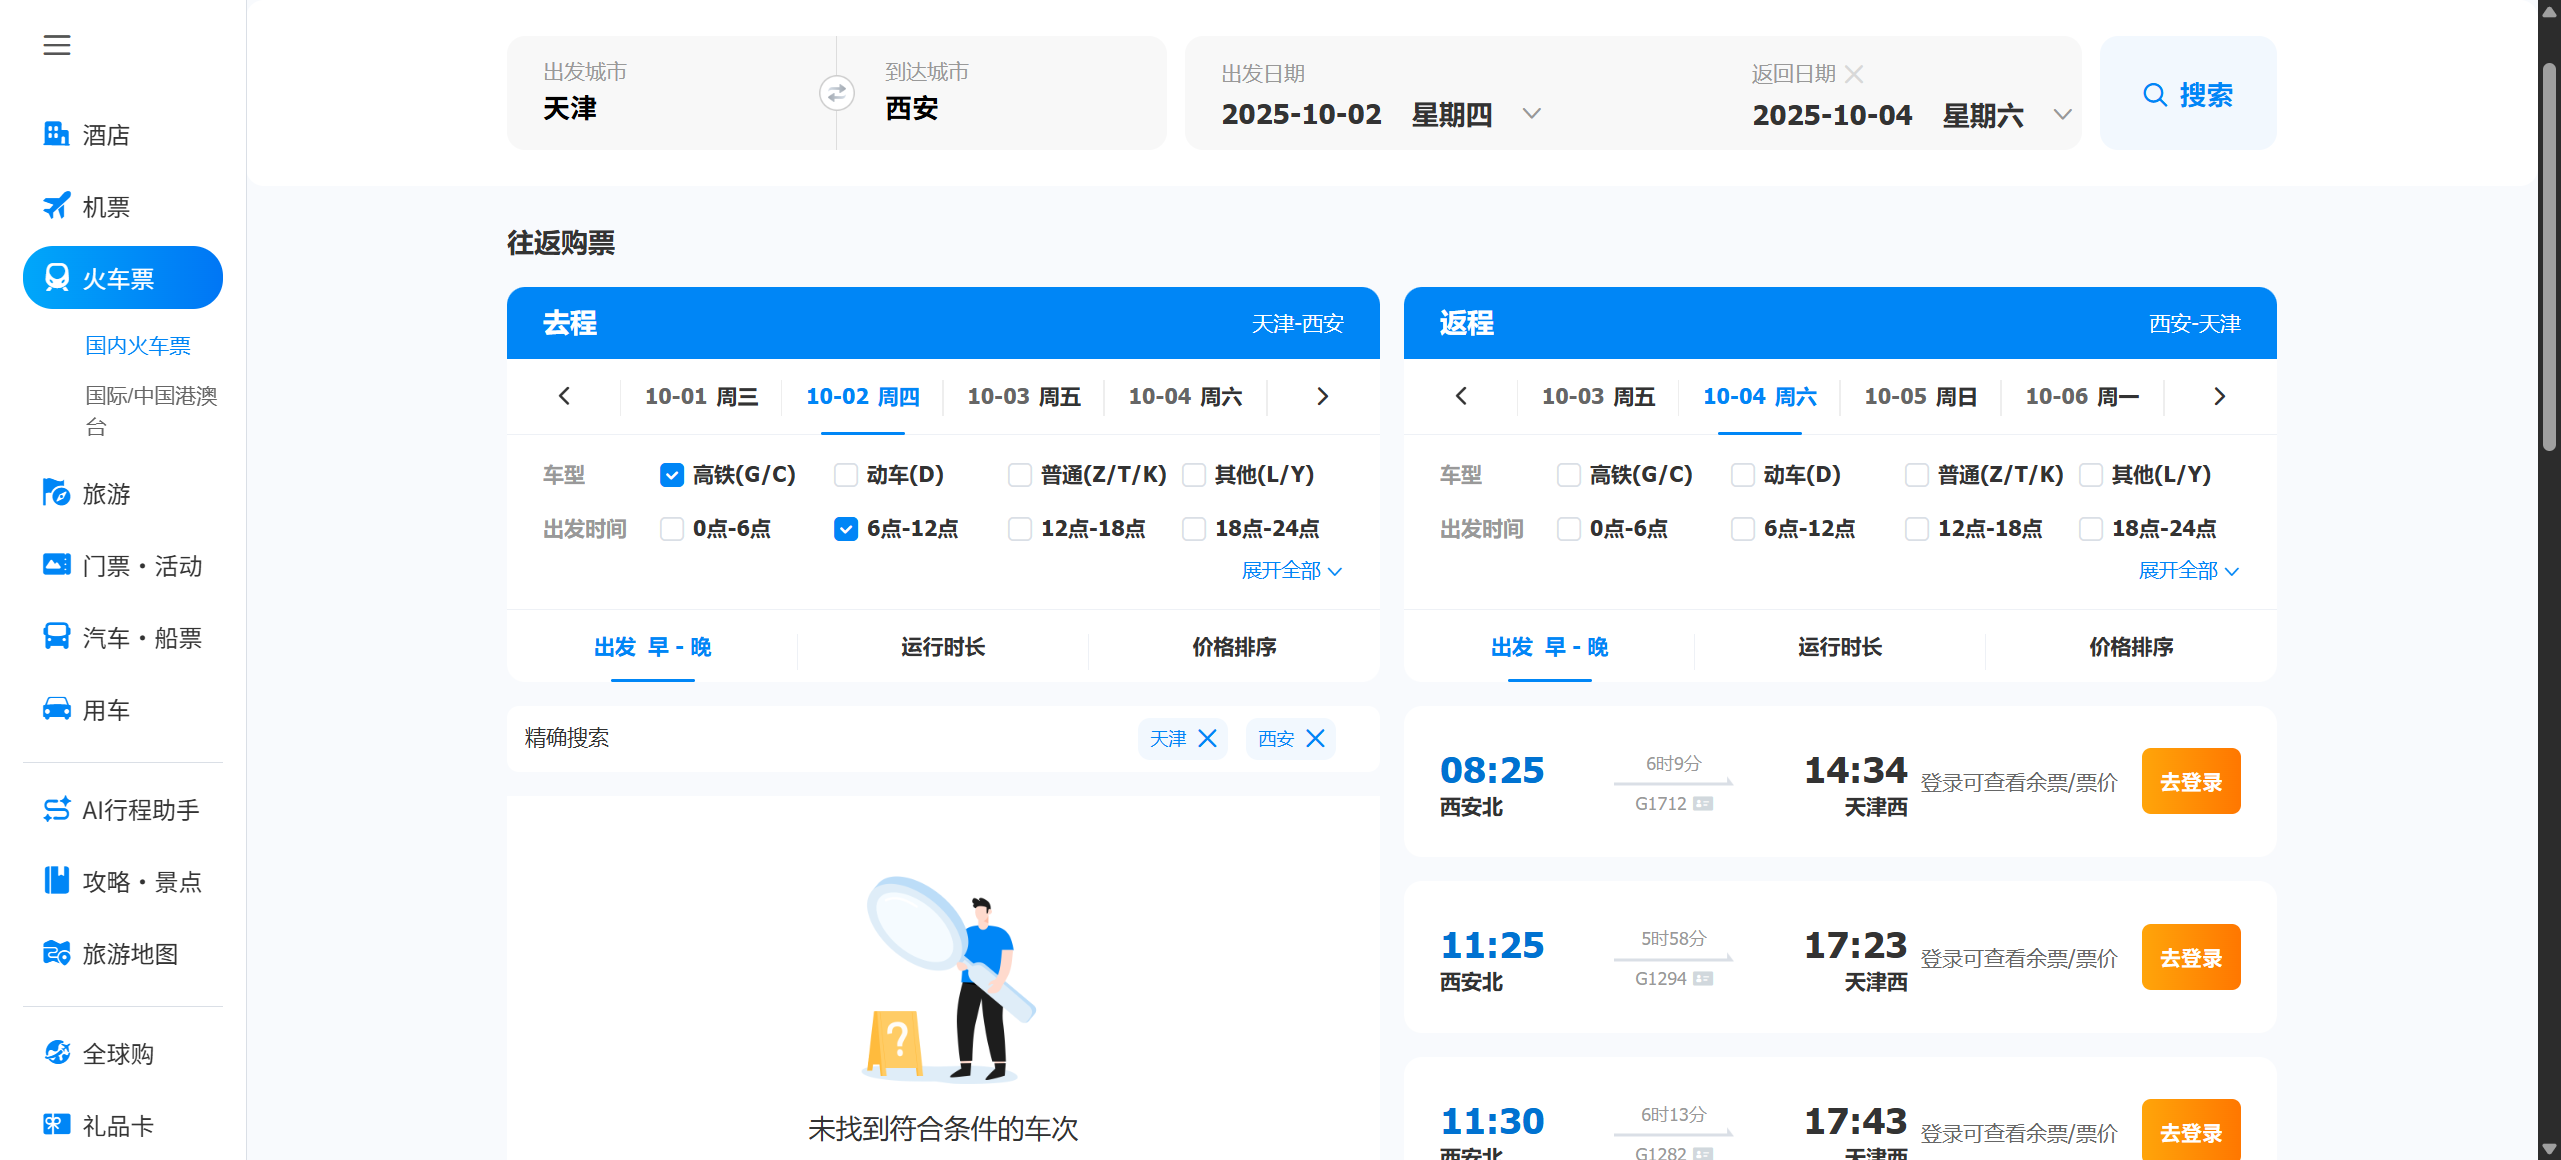 酒店
机票
火车票
国内火车票
国际/中国港澳
台
旅游
门票·活动
汽车·船票
用车
AI行程助手
攻略·景点
旅游地图
全球购
礼品卡
出发城市
天津
到达城市
西安
出发日期
2025-10-02 星期四
返回日期
2025-10-04 星期六
搜索
往返购票
去程 天津-西安
10-01 周三 10-02 周四 10-03 周五 10-04 周六
车型 高铁(G/C) 动车(D) 普通(Z/T/K) 其他(L/Y)
出发时间 0点-6点 6点-12点 12点-18点 18点-24点
展开全部
出发 早 - 晚 运行时长 价格排序
精确搜索 天津 西安
?
未找到符合条件的车次
返程 西安-天津
10-03 周五 10-04 周六 10-05 周日 10-06 周一
车型 高铁(G/C) 动车(D) 普通(Z/T/K) 其他(L/Y)
出发时间 0点-6点 6点-12点 12点-18点 18点-24点
展开全部
出发 早 - 晚 运行时长 价格排序
08:25 6时9分 14:34 登录可查看余票/票价 去登录
西安北 G1712 天津西
11:25 5时58分 17:23 登录可查看余票/票价 去登录
西安北 G1294 天津西
11:30 6时13分 17:43 登录可查看余票/票价 去登录
西安北 G1282 天津西